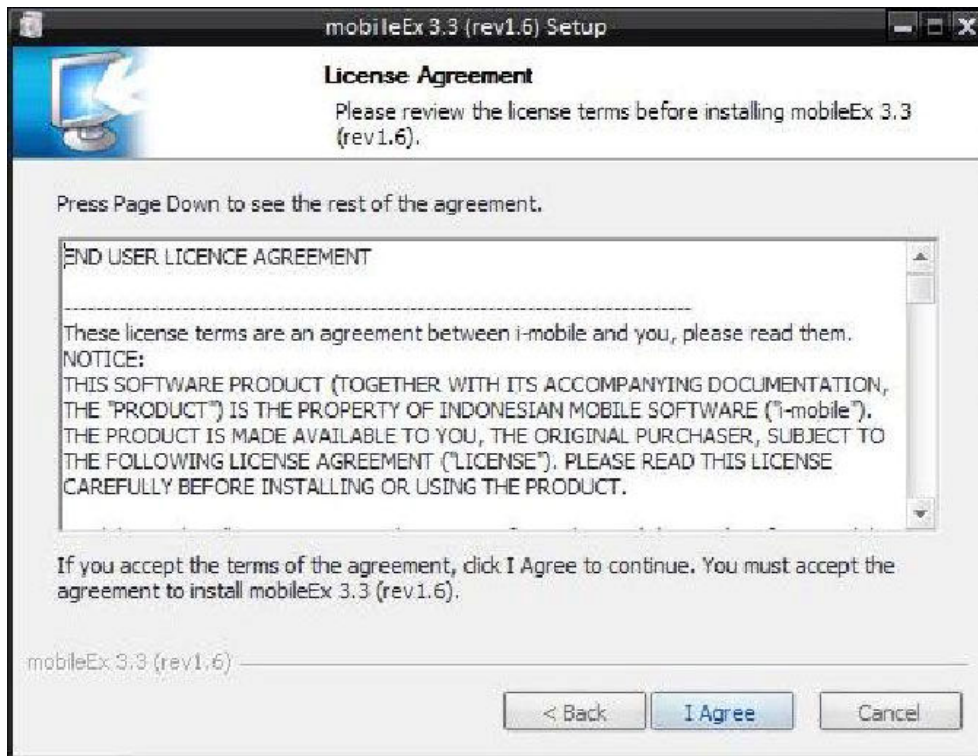 mobileEx 3.3 (rev1.6) Setup
License Agreement
Please review the license terms before installing mobileEx 3.3
(rev1.6).
Press Page Down to see the rest of the agreement.
END USER LICENCE AGREEMENT
--------------------------------------------------------------------------------
These license terms are an agreement between i-mobile and you, please read them.
NOTICE:
THIS SOFTWARE PRODUCT (TOGETHER WITH ITS ACCOMPANYING DOCUMENTATION,
THE "PRODUCT") IS THE PROPERTY OF INDONESIAN MOBILE SOFTWARE ("i-mobile").
THE PRODUCT IS MADE AVAILABLE TO YOU, THE ORIGINAL PURCHASER, SUBJECT TO
THE FOLLOWING LICENSE AGREEMENT ("LICENSE"). PLEASE READ THIS LICENSE
CAREFULLY BEFORE INSTALLING OR USING THE PRODUCT.
If you accept the terms of the agreement, click I Agree to continue. You must accept the
agreement to install mobileEx 3.3 (rev1.6).
mobileEx 3.3 (rev1.6)
< Back
I Agree
Cancel